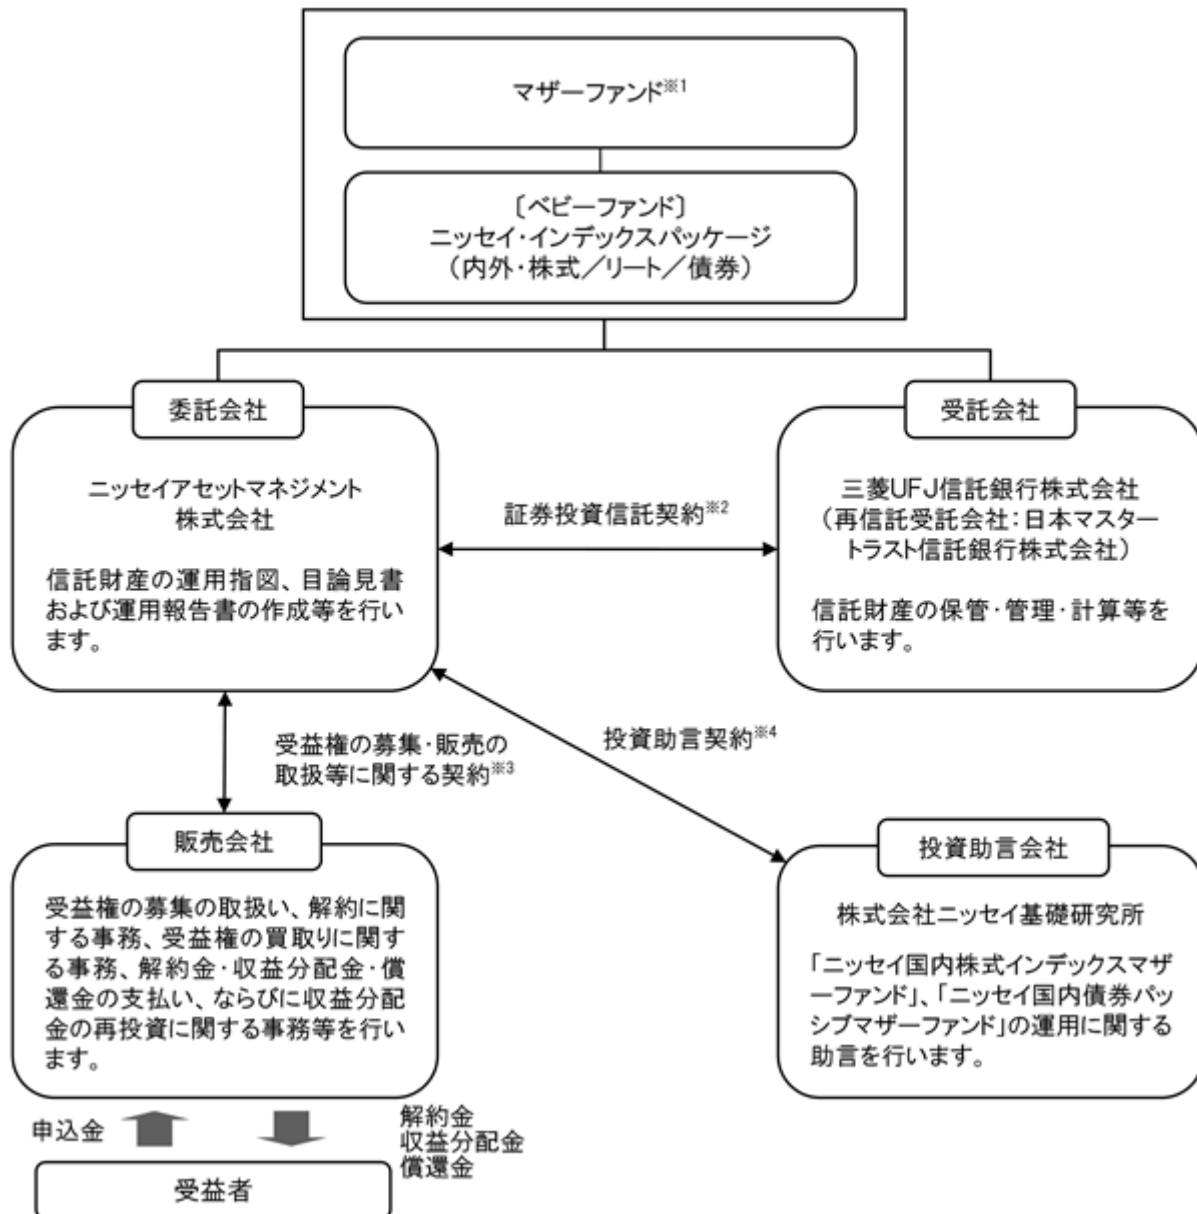 マザーファンド※1
〔ベビーファンド〕
ニッセイ・インデックスパッケージ
(内外・株式／リート／債券)
委託会社
ニッセイアセットマネジメント
株式会社
信託財産の運用指図、目論見書
および運用報告書の作成等を行い
ます。
証券投資信託契約※2
受託会社
三菱UFJ信託銀行株式会社
(再信託受託会社：日本マスター
トラスト信託銀行株式会社)
信託財産の保管・管理・計算等を
行います。
受益権の募集・販売の
取扱等に関する契約※3
投資助言契約※4
販売会社
受益権の募集の取扱い、解約に関
する事務、受益権の買取りに関す
る事務、解約金・収益分配金・償
還金の支払い、ならびに収益分配
金の再投資に関する事務等を行い
ます。
投資助言会社
株式会社ニッセイ基礎研究所
「ニッセイ国内株式インデックスマザ
ーファンド」、「ニッセイ国内債券パッ
シブマザーファンド」の運用に関する
助言を行います。
申込金
解約金
収益分配金
償還金
受益者